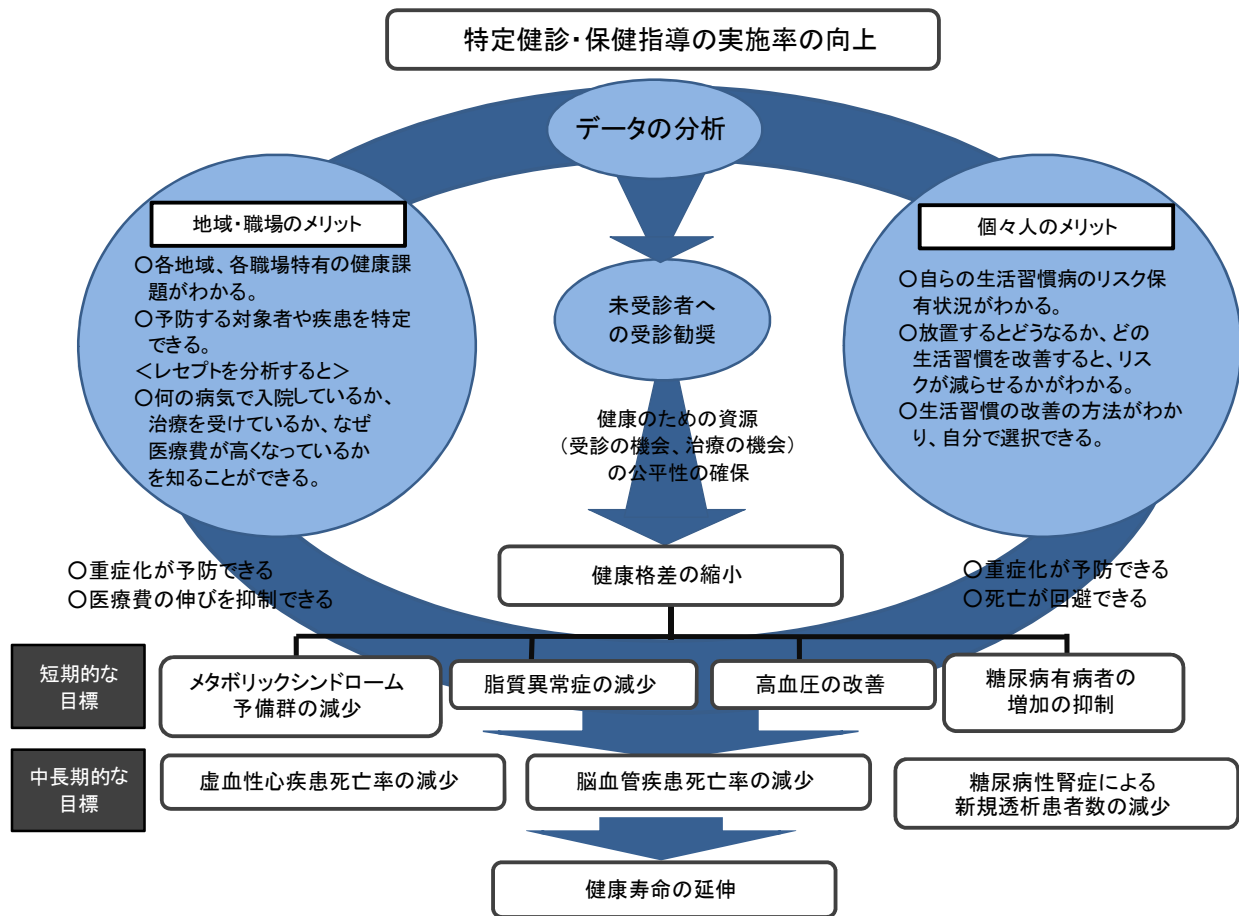 特定健診・保健指導の実施率の向上
データの分析
地域・職場のメリット
○各地域、各職場特有の健康課
題がわかる。
○予防する対象者や疾患を特定
できる。
＜レセプトを分析すると＞
○何の病気で入院しているか、
治療を受けているか、なぜ
医療費が高くなっているか
を知ることができる。
未受診者へ
の受診勧奨
個々人のメリット
○自らの生活習慣病のリスク保
有状況がわかる。
○放置するとどうなるか、どの
生活習慣を改善すると、リス
クが減らせるかがわかる。
○生活習慣の改善の方法がわか
り、自分で選択できる。
健康のための資源
（受診の機会、治療の機会）
の公平性の確保
○重症化が予防できる
○医療費の伸びを抑制できる
健康格差の縮小
○重症化が予防できる
○死亡が回避できる
短期的な
目標
メタボリックシンドローム
予備群の減少
脂質異常症の減少
高血圧の改善
糖尿病有病者の
増加の抑制
中長期的な
目標
虚血性心疾患死亡率の減少
脳血管疾患死亡率の減少
糖尿病性腎症による
新規透析患者数の減少
健康寿命の延伸